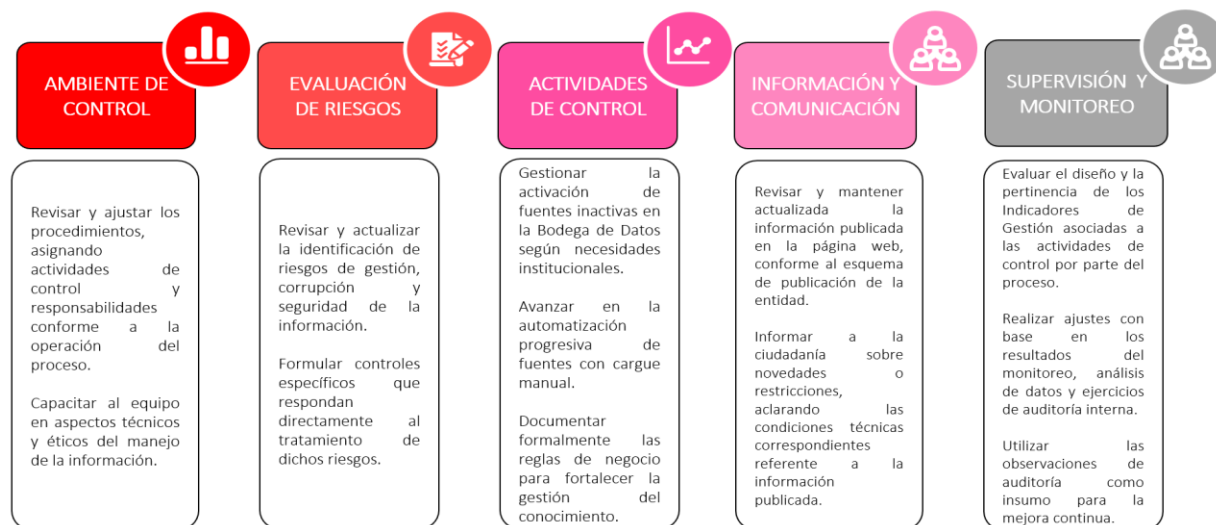 AMBIENTE DE
CONTROL
Revisar y ajustar los
procedimientos,
asignando
actividades de
control y
responsabilidades
conforme a la
operación del
proceso.
Capacitar al equipo
en aspectos técnicos
y éticos del manejo
de la información.
EVALUACIÓN
DE RIESGOS
Revisar y actualizar
la identificación de
riesgos de gestión,
corrupción y
seguridad de la
información.
Formular controles
específicos que
respondan
directamente al
tratamiento de
dichos riesgos.
ACTIVIDADES
DE CONTROL
Gestionar la
activación de
fuentes inactivas en
la Bodega de Datos
según necesidades
institucionales.
Avanzar en la
automatización
progresiva de
fuentes con cargue
manual.
Documentar
formalmente las
reglas de negocio
para fortalecer la
gestión del
conocimiento.
INFORMACIÓN Y
COMUNICACIÓN
Revisar y mantener
actualizada la
información publicada
en la página web,
conforme al esquema
de publicación de la
entidad.
Informar a la
ciudadanía sobre
novedades o
restricciones,
aclarando las
condiciones técnicas
correspondientes
referente a la
información
publicada.
SUPERVISIÓN Y
MONITOREO
Evaluar el diseño y la
pertinencia de los
Indicadores de
Gestión asociadas a
las actividades de
control por parte del
proceso.
Realizar ajustes con
base en los
resultados del
monitoreo, análisis
de datos y ejercicios
de auditoría interna.
Utilizar las
observaciones de
auditoría como
insumo para la
mejora continua.